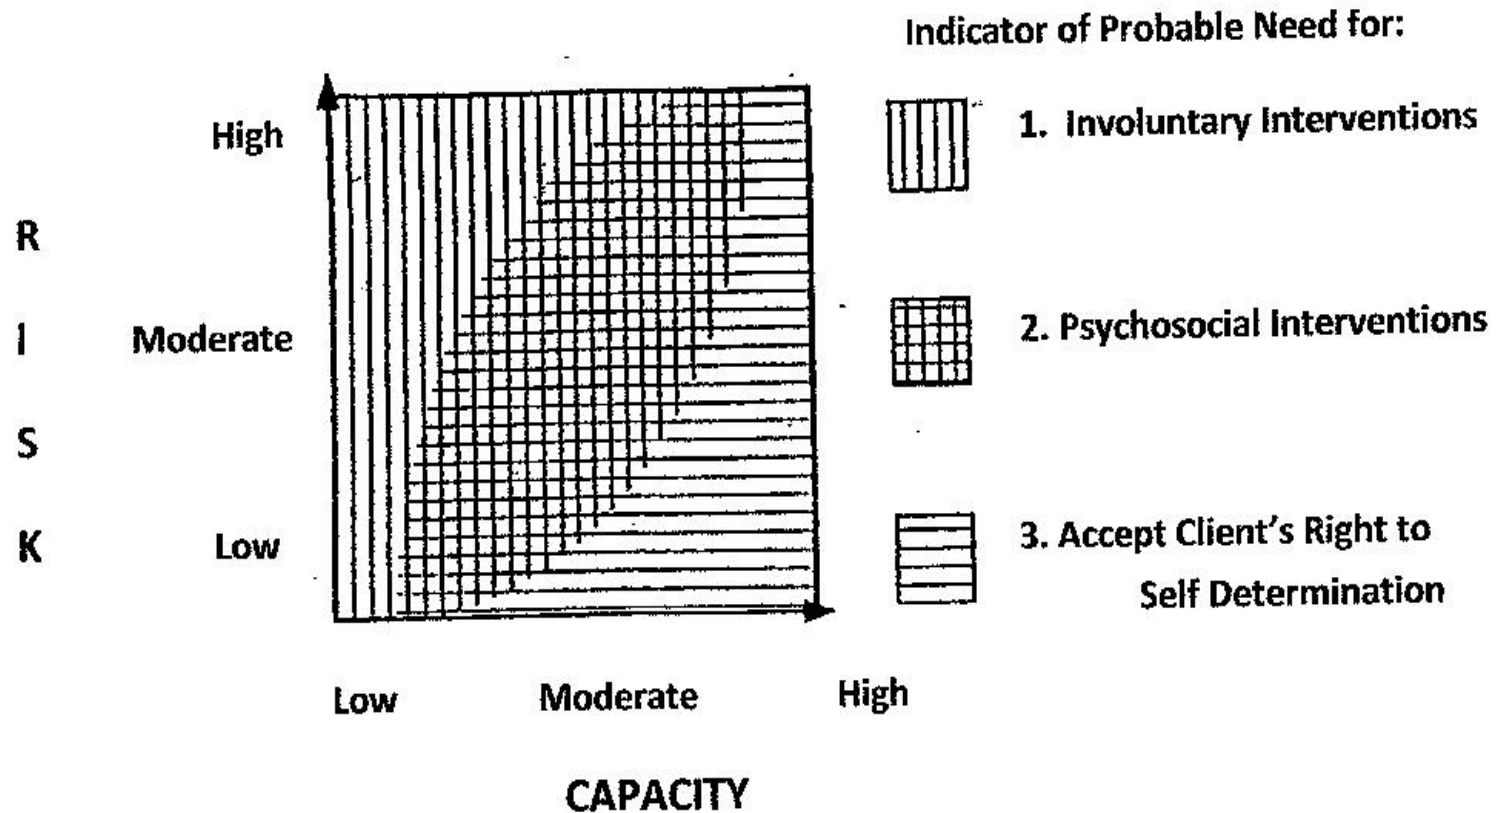 Indicator of Probable Need for:
High
1. Involuntary Interventions
R
I
Moderate
2. Psychosocial Interventions
S
K
Low
3. Accept Client's Right to
Self Determination
Low
Moderate
High
CAPACITY